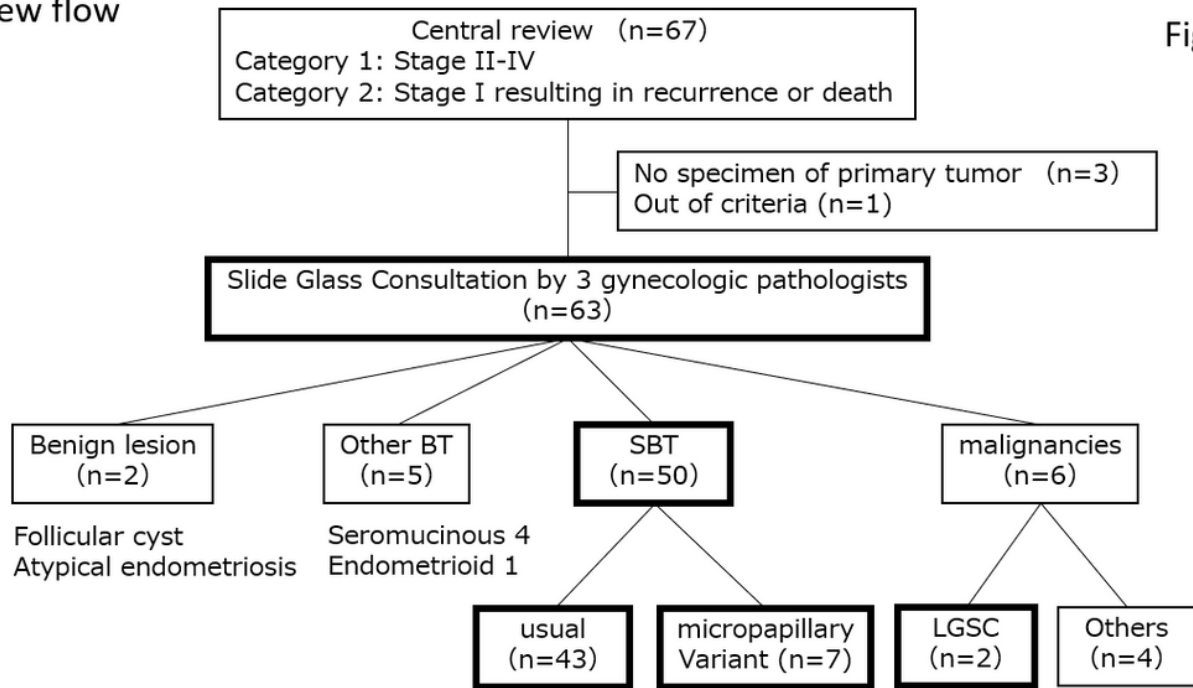 ew flow
Fig
Central review （n=67）
Category 1: Stage II-IV
Category 2: Stage I resulting in recurrence or death
No specimen of primary tumor （n=3）
Out of criteria (n=1）
Slide Glass Consultation by 3 gynecologic pathologists
（n=63）
Benign lesion
（n=2）
Other BT
（n=5）
SBT
（n=50）
malignancies
（n=6）
Follicular cyst
Atypical endometriosis
Seromucinous 4
Endometrioid 1
usual
（n=43）
micropapillary
Variant (n=7）
LGSC
（n=2）
Others
（n=4）